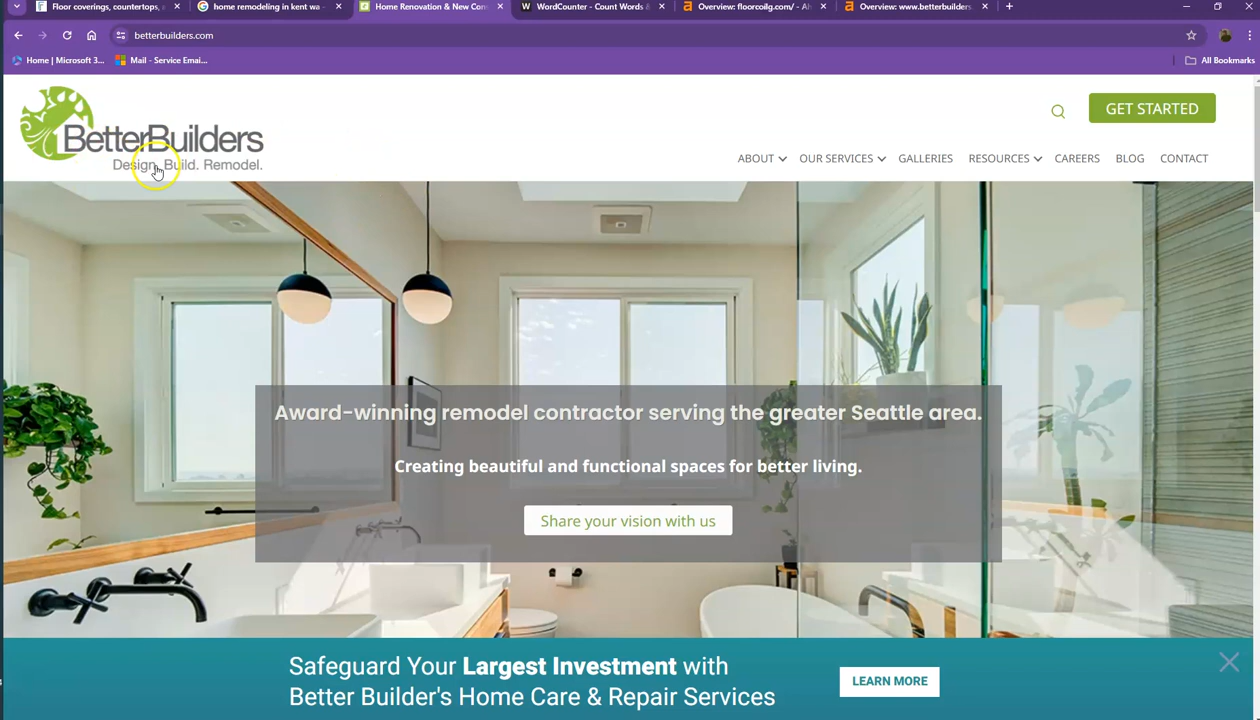 Floor coverings, countertops, a
home remodeling in kent wa -
Home Renovation & New Con
WordCounter - Count Words &
Overview: floorcoilg.com/ - Ah
Overview: www.betterbuilders.
betterbuilders.com
Home | Microsoft 3...
Mail - Service Emai...
All Bookmarks
BetterBuilders
Design. Build. Remodel.
GET STARTED
ABOUT OUR SERVICES GALLERIES RESOURCES CAREERS BLOG CONTACT
Award-winning remodel contractor serving the greater Seattle area.
Creating beautiful and functional spaces for better living.
Share your vision with us
Safeguard Your Largest Investment with
Better Builder's Home Care & Repair Services
LEARN MORE